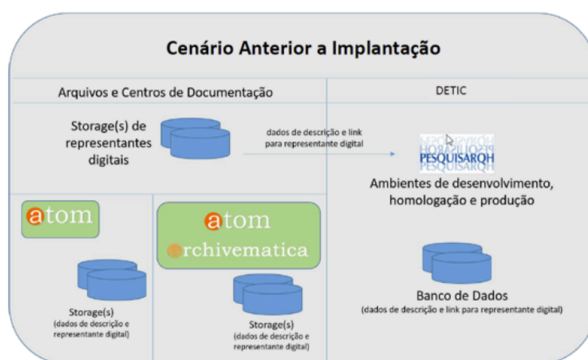 Cenário Anterior a Implantação
Arquivos e Centros de Documentação
DETIC
Storage(s) de
representantes
digitais
dados de descrição e link
para representante digital
PESQUISARQH
Ambientes de desenvolvimento,
homologação e produção
atom
Storage(s)
(dados de descrição e
representante digital)
atom
archivematica
Storage(s)
(dados de descrição e
representante digital)
Banco de Dados
(dados de descrição e link para representante digital)